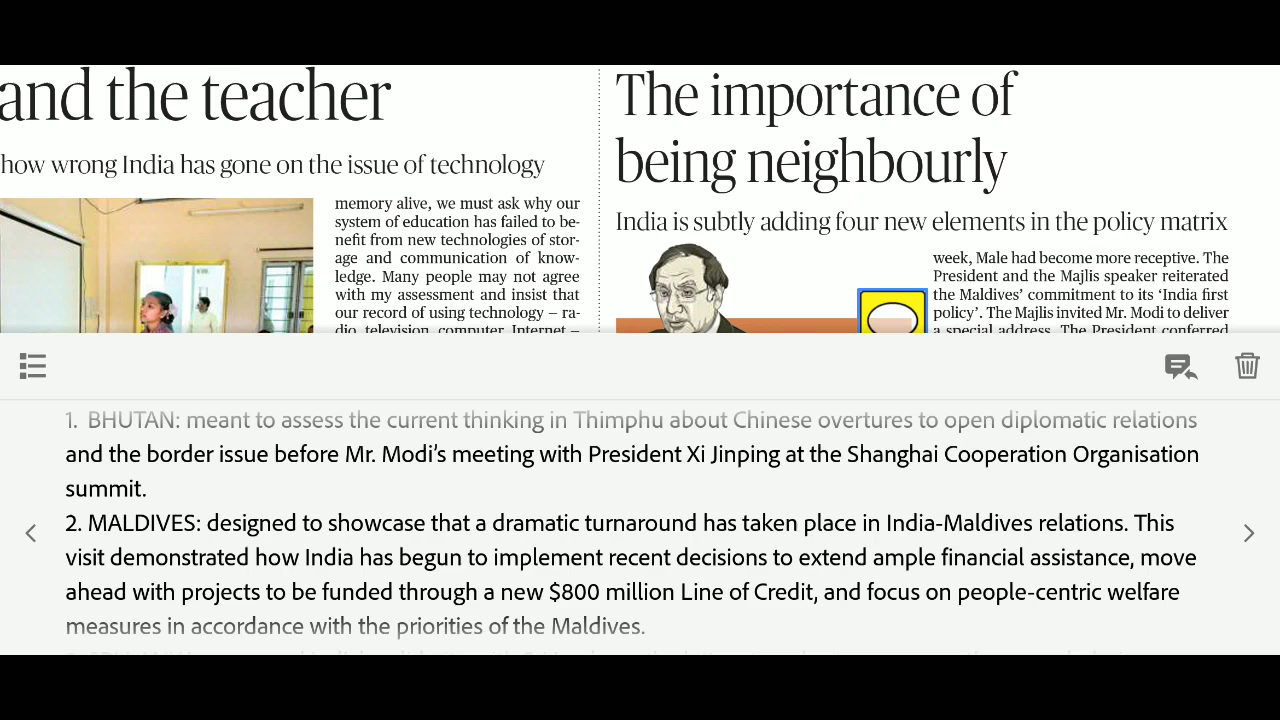 and the teacher
how wrong India has gone on the issue of technology
memory alive, we must ask why our
system of education has failed to be-
nefit from new technologies of stor-
age and communication of know-
ledge. Many people may not agree
with my assessment and insist that
our record of using technology – ra-
dio, television, computer, Internet –
The importance of
being neighbourly
India is subtly adding four new elements in the policy matrix
week, Male had become more receptive. The
President and the Majlis speaker reiterated
the Maldives’ commitment to its ‘India first
policy’. The Majlis invited Mr. Modi to deliver
a special address. The President conferred
1. BHUTAN: meant to assess the current thinking in Thimphu about Chinese overtures to open diplomatic relations
and the border issue before Mr. Modi’s meeting with President Xi Jinping at the Shanghai Cooperation Organisation
summit.
2. MALDIVES: designed to showcase that a dramatic turnaround has taken place in India-Maldives relations. This
visit demonstrated how India has begun to implement recent decisions to extend ample financial assistance, move
ahead with projects to be funded through a new $800 million Line of Credit, and focus on people-centric welfare
measures in accordance with the priorities of the Maldives.